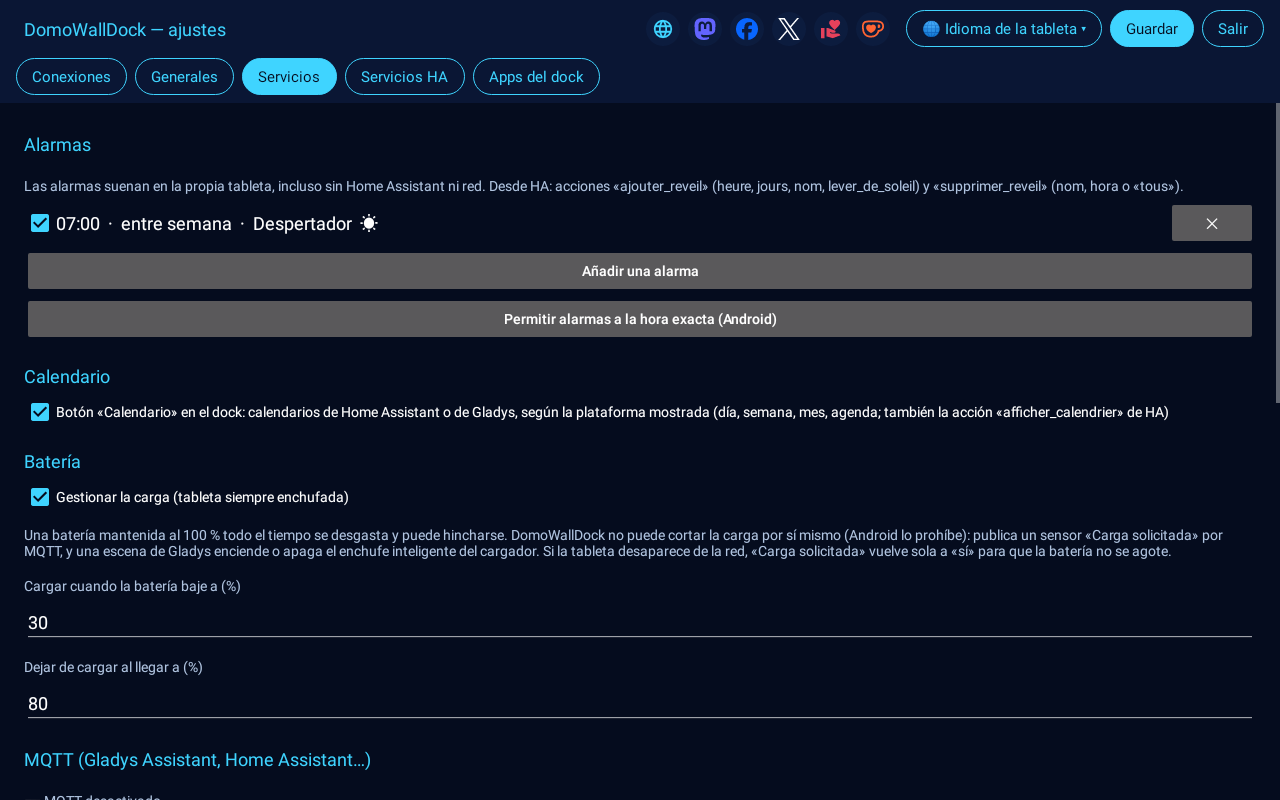 DomoWallDock — ajustes
Idioma de la tableta ▾
Guardar
Salir
Conexiones
Generales
Servicios
Servicios HA
Apps del dock
Alarmas
Las alarmas suenan en la propia tableta, incluso sin Home Assistant ni red. Desde HA: acciones «ajouter_reveil» (heure, jours, nom, lever_de_soleil) y «supprimer_reveil» (nom, hora o «tous»).
07:00 · entre semana · Despertador
Añadir una alarma
Permitir alarmas a la hora exacta (Android)
Calendario
Botón «Calendario» en el dock: calendarios de Home Assistant o de Gladys, según la plataforma mostrada (día, semana, mes, agenda; también la acción «afficher_calendrier» de HA)
Batería
Gestionar la carga (tableta siempre enchufada)
Una batería mantenida al 100 % todo el tiempo se desgasta y puede hincharse. DomoWallDock no puede cortar la carga por sí mismo (Android lo prohíbe): publica un sensor «Carga solicitada» por
MQTT, y una escena de Gladys enciende o apaga el enchufe inteligente del cargador. Si la tableta desaparece de la red, «Carga solicitada» vuelve sola a «sí» para que la batería no se agote.
Cargar cuando la batería baje a (%)
30
Dejar de cargar al llegar a (%)
80
MQTT (Gladys Assistant, Home Assistant…)
MQTT desactivado